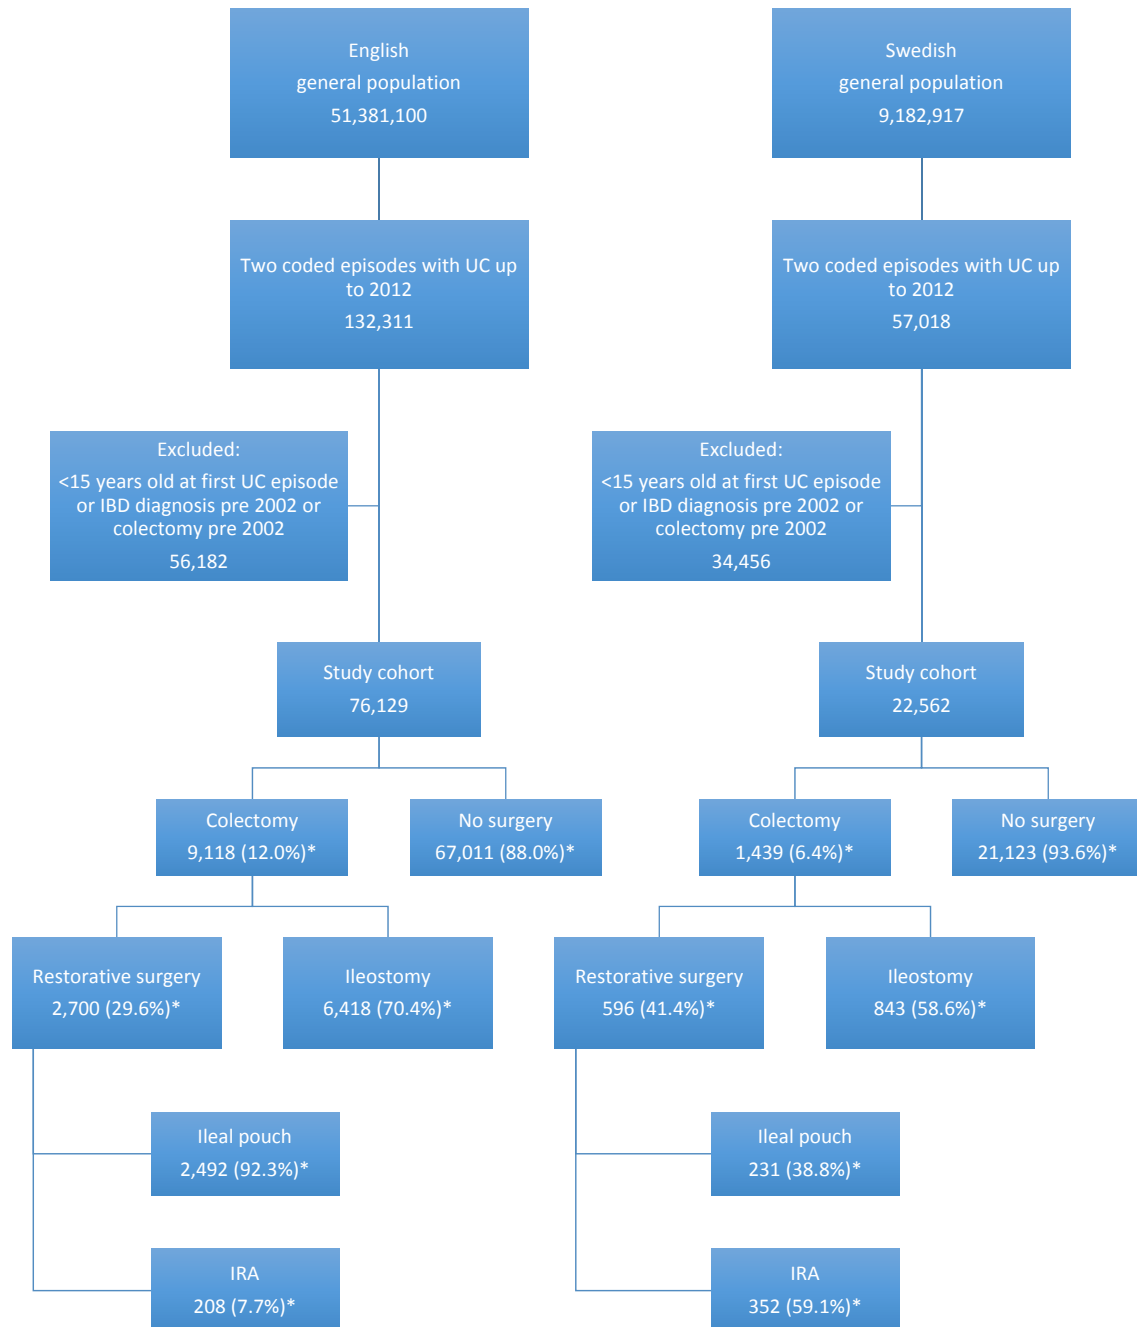 English
general population
51,381,100
Swedish
general population
9,182,917
Two coded episodes with UC up
to 2012
132,311
Two coded episodes with UC up
to 2012
57,018
Excluded:
<15 years old at first UC episode
or IBD diagnosis pre 2002 or
colectomy pre 2002
56,182
Excluded:
<15 years old at first UC episode
or IBD diagnosis pre 2002 or
colectomy pre 2002
34,456
Study cohort
76,129
Study cohort
22,562
Colectomy
9,118 (12.0%)*
No surgery
67,011 (88.0%)*
Colectomy
1,439 (6.4%)*
No surgery
21,123 (93.6%)*
Restorative surgery
2,700 (29.6%)*
Ileostomy
6,418 (70.4%)*
Restorative surgery
596 (41.4%)*
Ileostomy
843 (58.6%)*
Ileal pouch
2,492 (92.3%)*
Ileal pouch
231 (38.8%)*
IRA
208 (7.7%)*
IRA
352 (59.1%)*